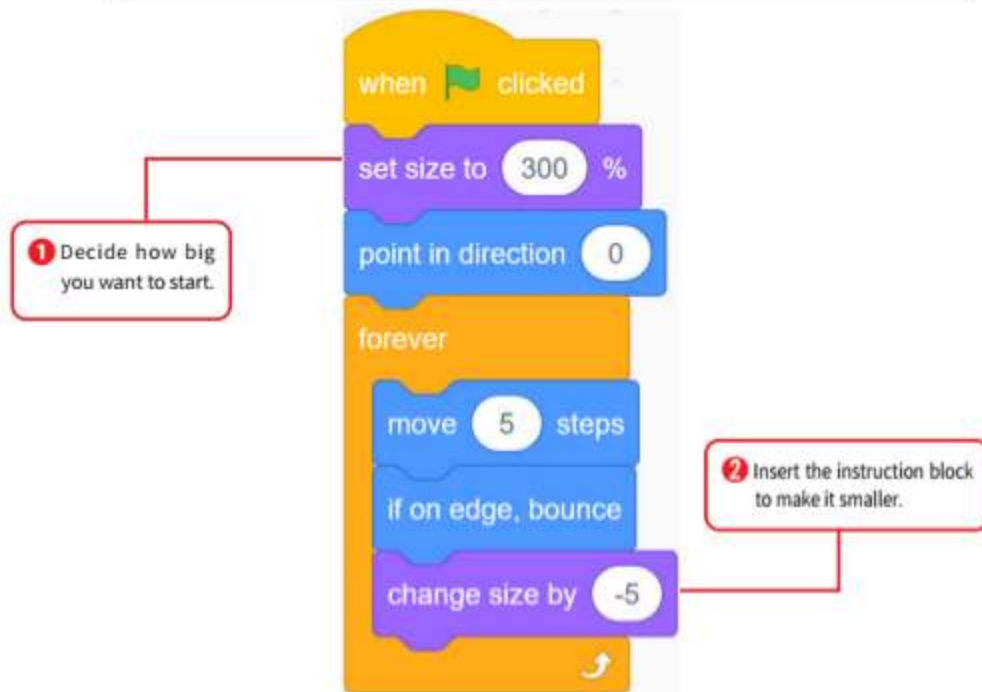 when clicked
set size to 300 %
1 Decide how big
you want to start.
point in direction 0
forever
move 5 steps
2 Insert the instruction block
to make it smaller.
if on edge, bounce
change size by -5